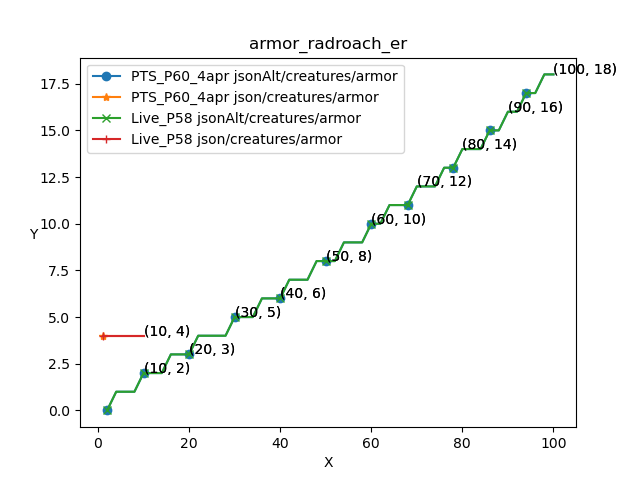 armor_radroach_er
PTS_P60_4apr jsonAlt/creatures/armor
PTS_P60_4apr json/creatures/armor
Live_P58 jsonAlt/creatures/armor
Live_P58 json/creatures/armor
(100, 18)
(90, 16)
(80, 14)
(70, 12)
(60, 10)
(50, 8)
(40, 6)
(30, 5)
(10, 4)
(20, 3)
(10, 2)
17.5
15.0
12.5
10.0
7.5
5.0
2.5
0.0
Y
0 20 40 60 80 100
X